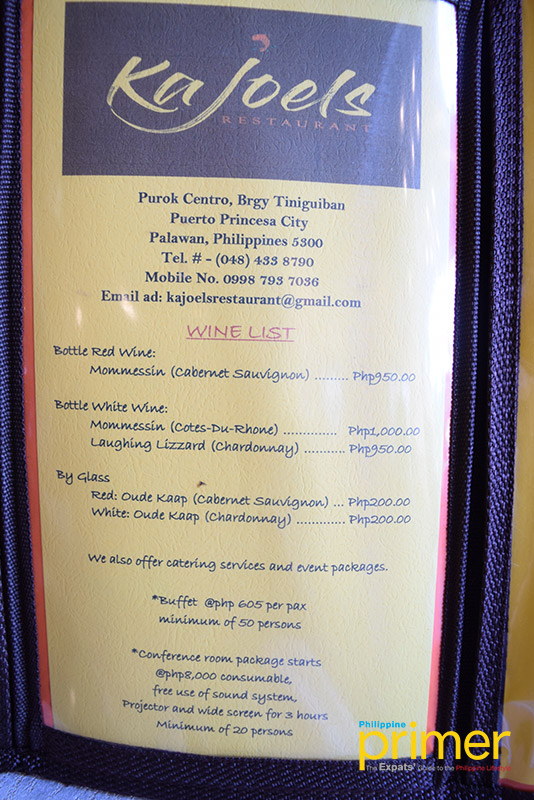 Kajoels
RESTAURANT
Purok Centro, Brgy Tiniguiban
Puerto Princesa City
Palawan, Philippines 5300
Tel. # - (048) 433 8790
Mobile No. 0998 793 7036
Email ad: kajoelsrestaurant@gmail.com
WINE LIST
Bottle Red Wine:
Mommessin (Cabernet Sauvignon) ......... Php950.00
Bottle White Wine:
Mommessin (Cotes-Du-Rhone) .............. Php1,000.00
Laughing Lizzard (Chardonnay) ........... Php950.00
By Glass
Red: Oude Kaap (Cabernet Sauvignon) ... Php200.00
White: Oude Kaap (Chardonnay) ............. Php200.00
We also offer catering services and event packages.
*Buffet @php 605 per pax
minimum of 50 persons
*Conference room package starts
@php8,000 consumable,
free use of sound system,
Projector and wide screen for 3 hours
Minimum of 20 persons
Philippine
primer
The Expats' Guide to the Philippine Lifestyle